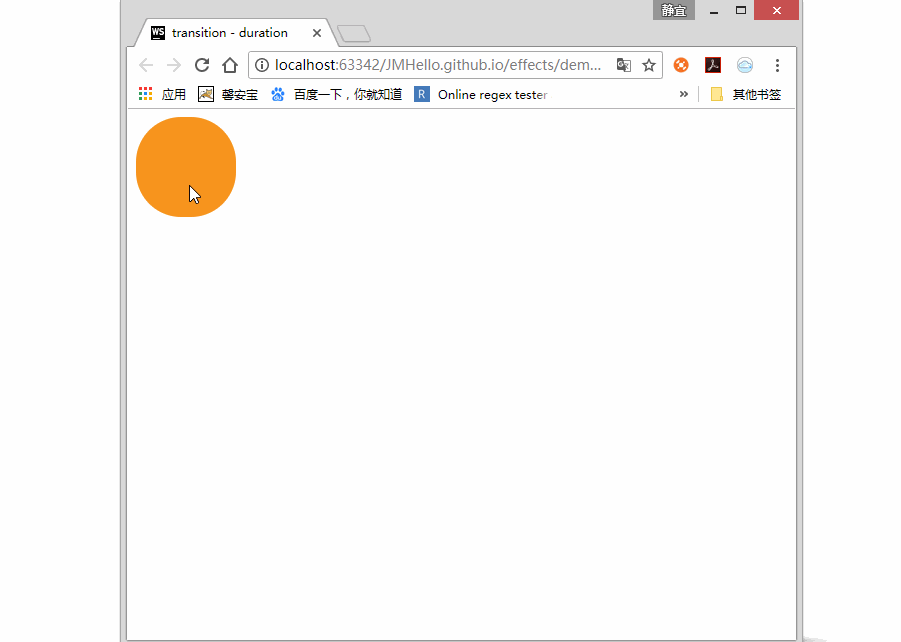 静宜
WS transition - duration
localhost:63342/JMHello.github.io/effects/dem...
应用 馨安宝 百度一下，你就知道 R Online regex tester » 其他书签